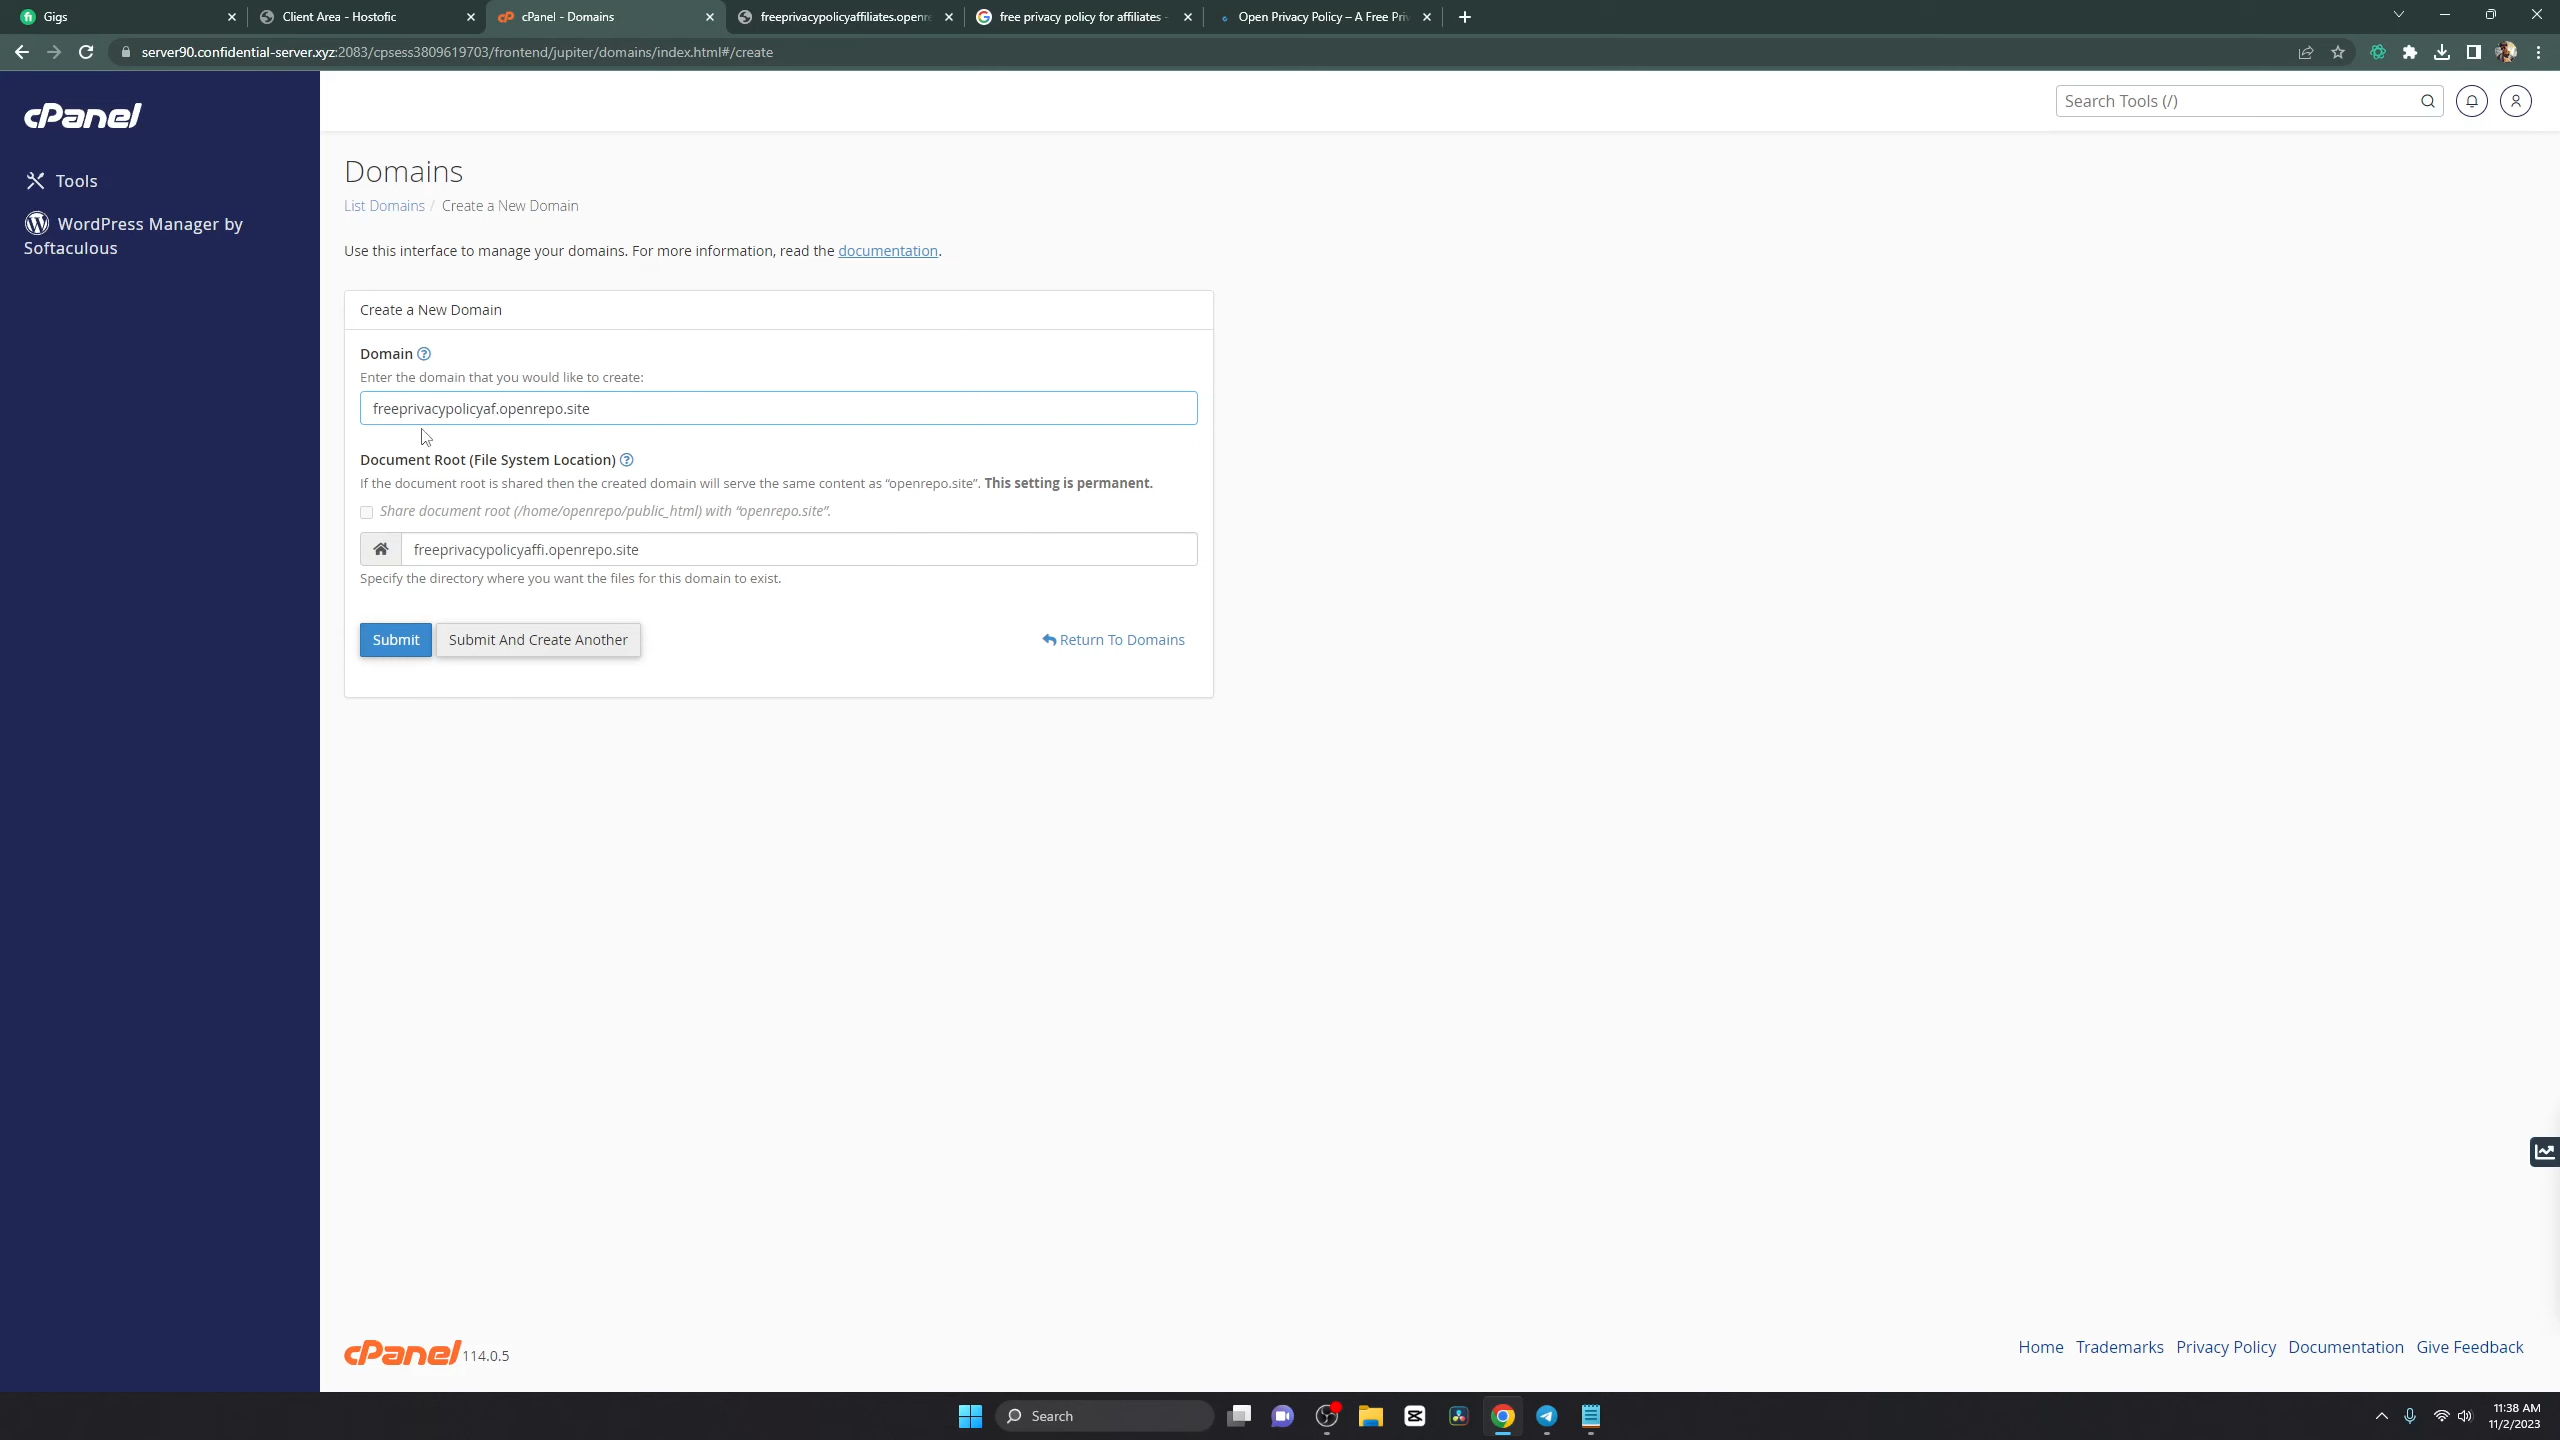 Gigs
Client Area - Hostofic
cPanel - Domains
freeprivacypolicyaffiliates.openre
free privacy policy for affiliates -
Open Privacy Policy – A Free Pri
server90.confidential-server.xyz:2083/cpsess3809619703/frontend/jupiter/domains/index.html#/create
cPanel
Search Tools (/)
Tools
WordPress Manager by
Softaculous
Domains
List Domains / Create a New Domain
Use this interface to manage your domains. For more information, read the documentation.
Create a New Domain
Domain
Enter the domain that you would like to create:
freeprivacypolicyaf.openrepo.site
Document Root (File System Location)
If the document root is shared then the created domain will serve the same content as “openrepo.site”. This setting is permanent.
Share document root (/home/openrepo/public_html) with “openrepo.site”.
freeprivacypolicyaffi.openrepo.site
Specify the directory where you want the files for this domain to exist.
Submit
Submit And Create Another
Return To Domains
cPanel 114.0.5
Home Trademarks Privacy Policy Documentation Give Feedback
Search
11:38 AM
11/2/2023